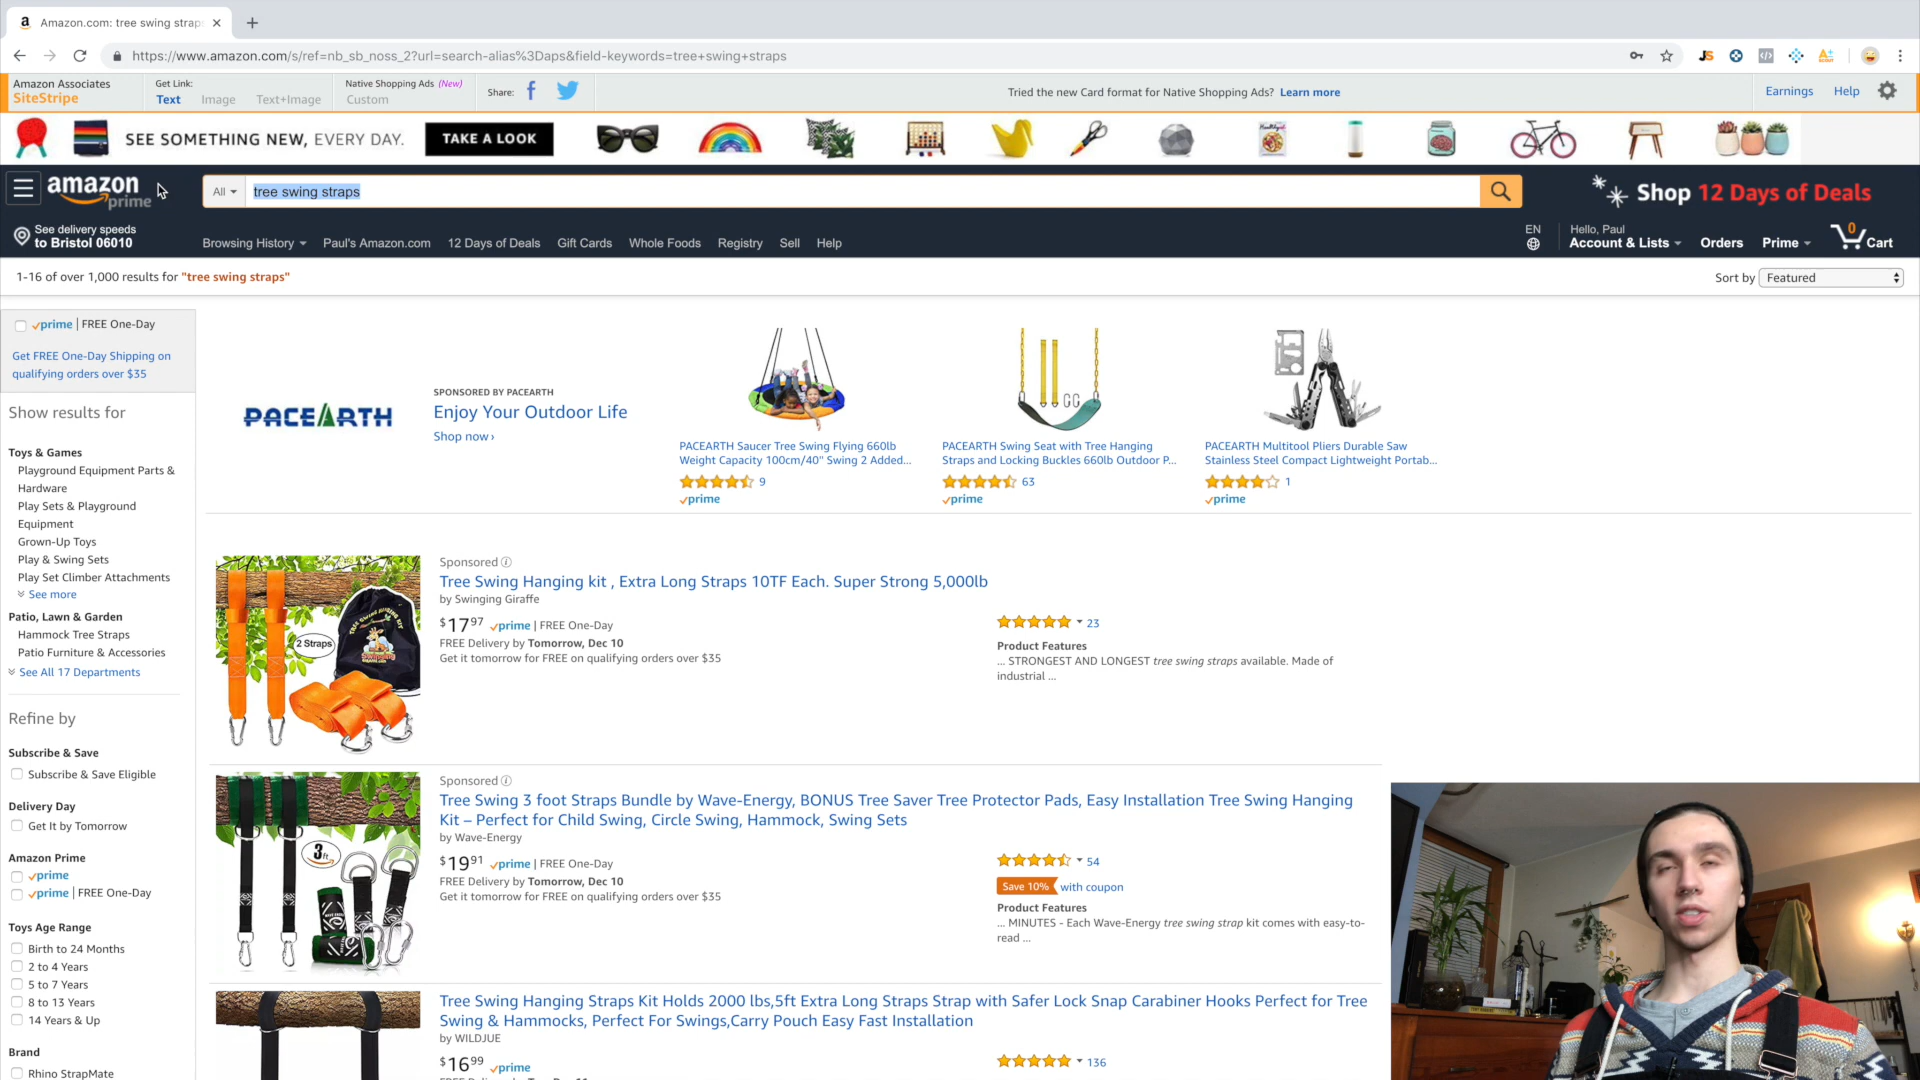 Amazon.com: tree swing strap
https://www.amazon.com/s/ref=nb_sb_noss_2?url=search-alias%3Daps&field-keywords=tree+swing+straps
Amazon Associates
SiteStripe
Get Link:
Text Image Text+Image
Native Shopping Ads (New)
Custom
Share:
Tried the new Card format for Native Shopping Ads? Learn more
Earnings Help
SEE SOMETHING NEW, EVERY DAY. TAKE A LOOK
amazon prime
All tree swing straps
Shop 12 Days of Deals
See delivery speeds
to Bristol 06010
Browsing History Paul's Amazon.com 12 Days of Deals Gift Cards Whole Foods Registry Sell Help
EN
Hello, Paul
Account & Lists Orders Prime 0 Cart
1-16 of over 1,000 results for "tree swing straps"
Sort by Featured
prime | FREE One-Day
Get FREE One-Day Shipping on
qualifying orders over $35
Show results for
Toys & Games
Playground Equipment Parts &
Hardware
Play Sets & Playground
Equipment
Grown-Up Toys
Play & Swing Sets
Play Set Climber Attachments
See more
Patio, Lawn & Garden
Hammock Tree Straps
Patio Furniture & Accessories
See All 17 Departments
Refine by
Subscribe & Save
Subscribe & Save Eligible
Delivery Day
Get It by Tomorrow
Amazon Prime
prime
prime | FREE One-Day
Toys Age Range
Birth to 24 Months
2 to 4 Years
5 to 7 Years
8 to 13 Years
14 Years & Up
Brand
Rhino StrapMate
PACEARTH
SPONSORED BY PACEARTH
Enjoy Your Outdoor Life
Shop now ›
PACEARTH Saucer Tree Swing Flying 660lb
Weight Capacity 100cm/40" Swing 2 Added...
9
prime
PACEARTH Swing Seat with Tree Hanging
Straps and Locking Buckles 660lb Outdoor P...
63
prime
PACEARTH Multitool Pliers Durable Saw
Stainless Steel Compact Lightweight Portab...
1
prime
2 Straps
Sponsored
Tree Swing Hanging kit , Extra Long Straps 10TF Each. Super Strong 5,000lb
by Swinging Giraffe
$17 97 prime | FREE One-Day
FREE Delivery by Tomorrow, Dec 10
Get it tomorrow for FREE on qualifying orders over $35
23
Product Features
... STRONGEST AND LONGEST tree swing straps available. Made of
industrial ...
3ft
Sponsored
Tree Swing 3 foot Straps Bundle by Wave-Energy, BONUS Tree Saver Tree Protector Pads, Easy Installation Tree Swing Hanging
Kit – Perfect for Child Swing, Circle Swing, Hammock, Swing Sets
by Wave-Energy
$19 91 prime | FREE One-Day
FREE Delivery by Tomorrow, Dec 10
Get it tomorrow for FREE on qualifying orders over $35
54
Save 10% with coupon
Product Features
... MINUTES - Each Wave-Energy tree swing strap kit comes with easy-to-
read ...
Tree Swing Hanging Straps Kit Holds 2000 lbs,5ft Extra Long Straps Strap with Safer Lock Snap Carabiner Hooks Perfect for Tree
Swing & Hammocks, Perfect For Swings,Carry Pouch Easy Fast Installation
by WILDJUE
$16 99 prime
136